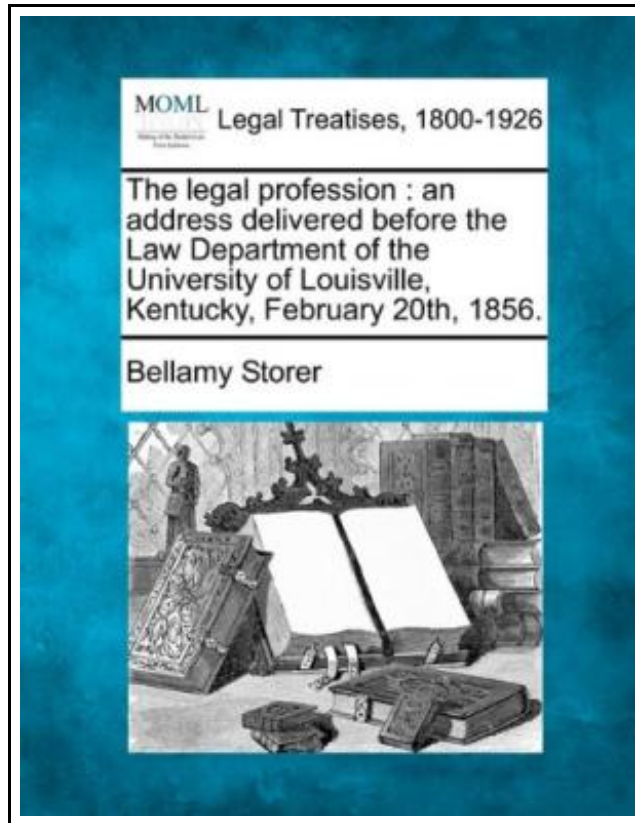 MOML
Legal Treatises, 1800-1926
The legal profession : an
address delivered before the
Law Department of the
University of Louisville,
Kentucky, February 20th, 1856.
Bellamy Storer